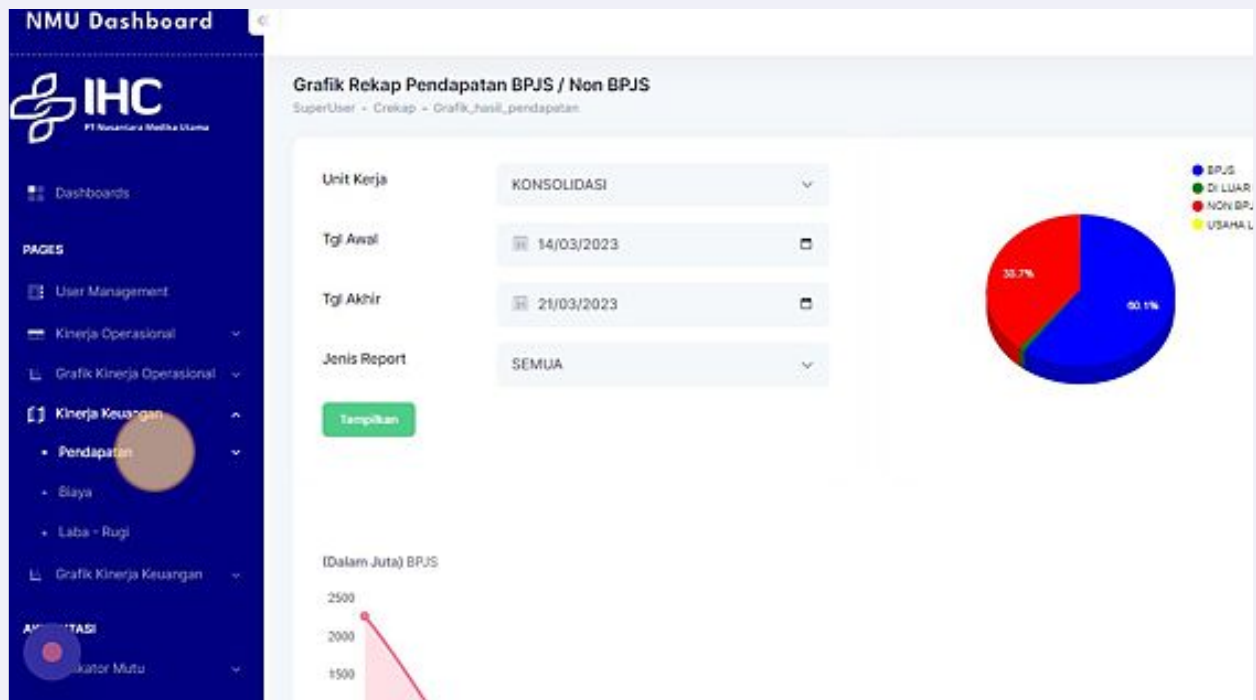 NMU Dashboard
IHC
PT Nusantara Medika Utama
Dashboards
PAGES
User Management
Kinerja Operasional
Grafik Kinerja Operasional
Kinerja Keuangan
Pendapatan
Biaya
Laba - Rugi
Grafik Kinerja Keuangan
Mutu
Grafik Rekap Pendapatan BPJS / Non BPJS
SuperUser - Crekap - Grafik_hasil_pendapatan
Unit Kerja
KONSOLIDASI
Tgl Awal
14/03/2023
Tgl Akhir
21/03/2023
Jenis Report
SEMUA
Tampilkan
BPJS
DI LUAR
NON BPJ
USAHA L
60.1%
(Dalam Juta) BPJS
2500
2000
1500